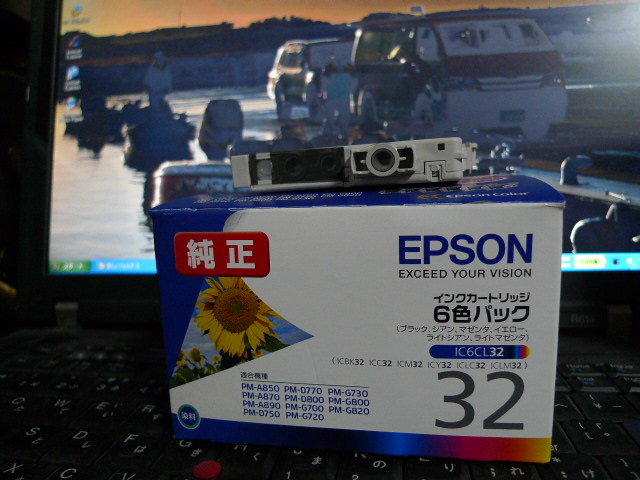 純正
EPSON
EXCEED YOUR VISION
インクカートリッジ
6色パック
(ブラック、シアン、マゼンタ、イエロー、
ライトシアン、ライトマゼンタ)
IC6CL32
(ICBK32 ICC32 ICM32 ICY32 ICLC32 ICLM32)
32
適合機種
PM-A850 PM-D770 PM-G730
PM-A870 PM-D800 PM-G800
PM-A890 PM-G700 PM-G820
PM-D750 PM-G720
染料
Epson Color